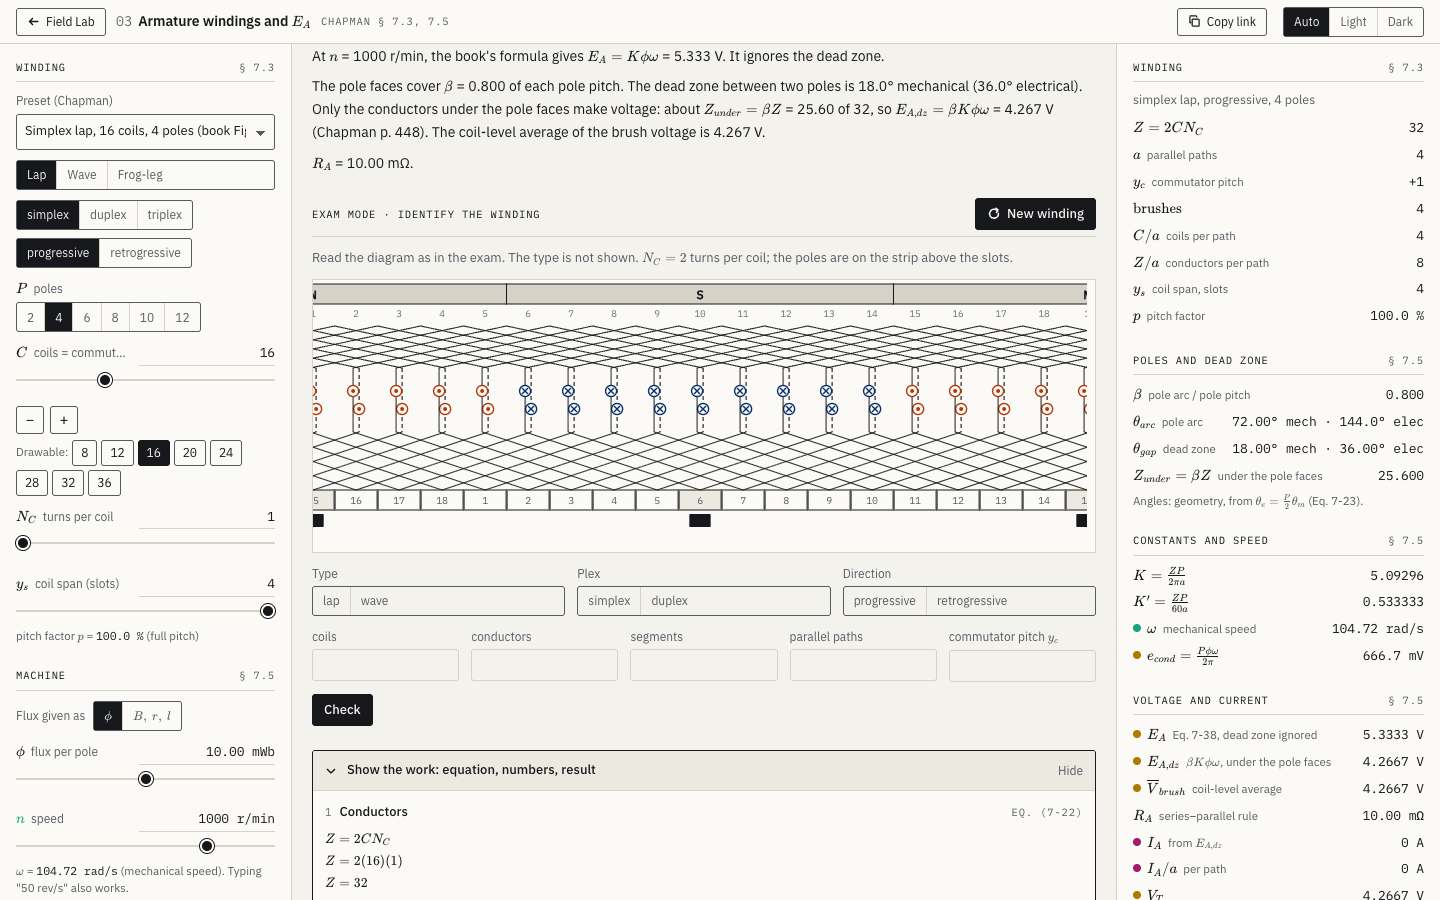 ← Field Lab
03 Armature windings and E_A CHAPMAN § 7.3, 7.5
Copy link
Auto Light Dark
WINDING § 7.3
Preset (Chapman)
Simplex lap, 16 coils, 4 poles (book Fi
Lap Wave Frog-leg
simplex duplex triplex
progressive retrogressive
P poles
2 4 6 8 10 12
C coils = commut... 16
− +
Drawable: 8 12 16 20 24
28 32 36
N_C turns per coil 1
y_s coil span (slots) 4
pitch factor p = 100.0 % (full pitch)
MACHINE § 7.5
Flux given as ϕ B, r, l
ϕ flux per pole 10.00 mWb
n speed 1000 r/min
ω = 104.72 rad/s (mechanical speed). Typing
"50 rev/s" also works.
At n = 1000 r/min, the book's formula gives E_A = Kϕω = 5.333 V. It ignores the dead zone.
The pole faces cover β = 0.800 of each pole pitch. The dead zone between two poles is 18.0° mechanical (36.0° electrical).
Only the conductors under the pole faces make voltage: about Z_under = βZ = 25.60 of 32, so E_A,dz = βKϕω = 4.267 V
(Chapman p. 448). The coil-level average of the brush voltage is 4.267 V.
R_A = 10.00 mΩ.
EXAM MODE · IDENTIFY THE WINDING
New winding
Read the diagram as in the exam. The type is not shown. N_C = 2 turns per coil; the poles are on the strip above the slots.
S
2 3 4 5 6 7 8 9 10 11 12 13 14 15 16 17 18
16 17 18 1 2 3 4 5 6 7 8 9 10 11 12 13 14
Type Plex Direction
lap wave simplex duplex progressive retrogressive
coils conductors segments parallel paths commutator pitch y_c
Check
Show the work: equation, numbers, result Hide
1 Conductors EQ. (7-22)
Z = 2CN_C
Z = 2(16)(1)
Z = 32
WINDING § 7.3
simplex lap, progressive, 4 poles
Z = 2CN_C 32
a parallel paths 4
y_c commutator pitch +1
brushes 4
C/a coils per path 4
Z/a conductors per path 8
y_s coil span, slots 4
p pitch factor 100.0 %
POLES AND DEAD ZONE § 7.5
β pole arc / pole pitch 0.800
θ_arc pole arc 72.00° mech · 144.0° elec
θ_gap dead zone 18.00° mech · 36.00° elec
Z_under = βZ under the pole faces 25.600
Angles: geometry, from θ_e = P/2 θ_m (Eq. 7-23).
CONSTANTS AND SPEED § 7.5
K = ZP/2πa 5.09296
K′ = ZP/60a 0.533333
ω mechanical speed 104.72 rad/s
e_cond = Pϕω/2π 666.7 mV
VOLTAGE AND CURRENT § 7.5
E_A Eq. 7-38, dead zone ignored 5.3333 V
E_A,dz βKϕω, under the pole faces 4.2667 V
V̅_brush coil-level average 4.2667 V
R_A series–parallel rule 10.00 mΩ
I_A from E_A,dz 0 A
I_A/a per path 0 A
V_T 4.2667 V